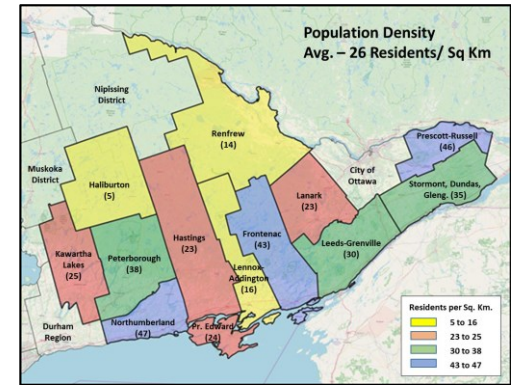 Population Density
Avg. – 26 Residents/ Sq Km
Nipissing
District
Prescott-Russell
(46)
Renfrew
(14)
Muskoka
District
City of
Ottawa
Haliburton
(5)
Stormont, Dundas,
Gleng. (35)
Lanark
(23)
Kawartha
Lakes
(25)
Peterborough
(38)
Hastings
(23)
Frontenac
(43)
Leeds-Grenville
(30)
Lennox-
Addington
(16)
Durham
Region
Northumberland
(47)
Pr. Edward
(24)
Residents per Sq. Km.
5 to 16
23 to 25
30 to 38
43 to 47